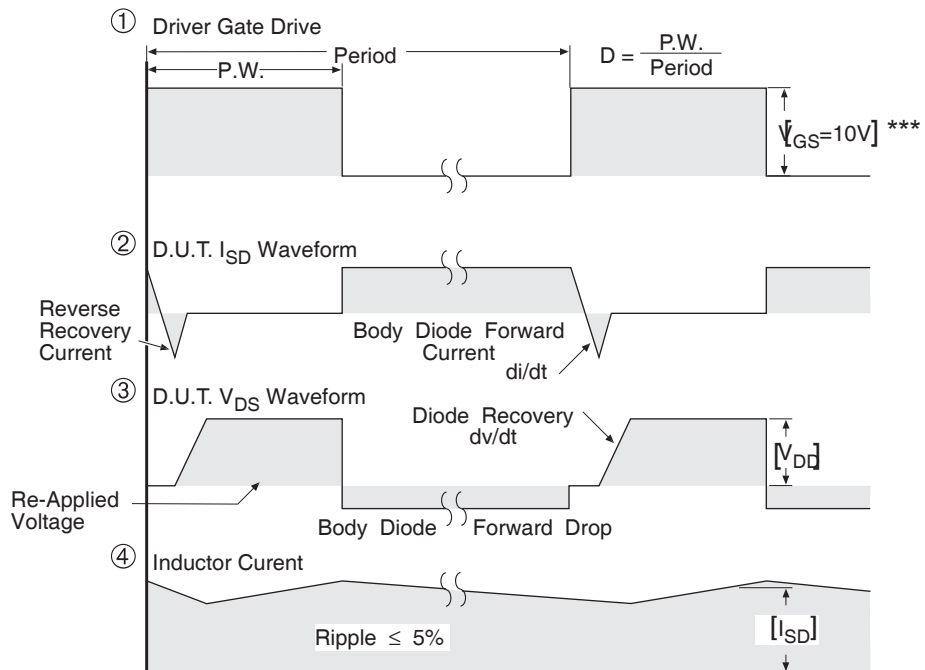 ① Driver Gate Drive
Period
P.W.
D = P.W.
Period
[VGS=10V] ***
② D.U.T. ISD Waveform
Reverse
Recovery
Current
Body Diode Forward
Current
di/dt
③ D.U.T. VDS Waveform
Diode Recovery
dv/dt
[VDD]
Re-Applied
Voltage
Body Diode Forward Drop
④ Inductor Curent
Ripple ≤ 5%
[ISD]